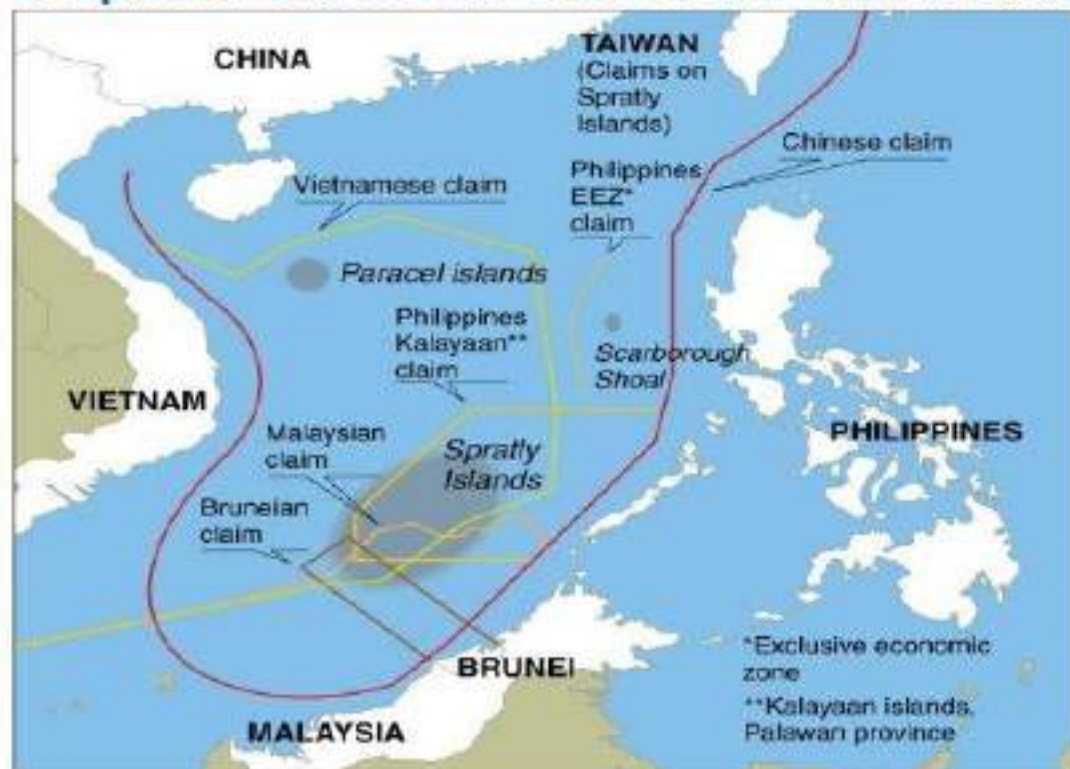 CHINA
TAIWAN
(Claims on
Spratly
Islands)
Chinese claim
Philippines
EEZ*
claim
Vietnamese claim
Paracel islands
Philippines
Kalayaan**
claim
Scarborough
Shoal
VIETNAM
PHILIPPINES
Malaysian
claim
Spratly
Islands
Bruneian
claim
BRUNEI
MALAYSIA
*Exclusive economic
zone
**Kalayaan islands,
Palawan province